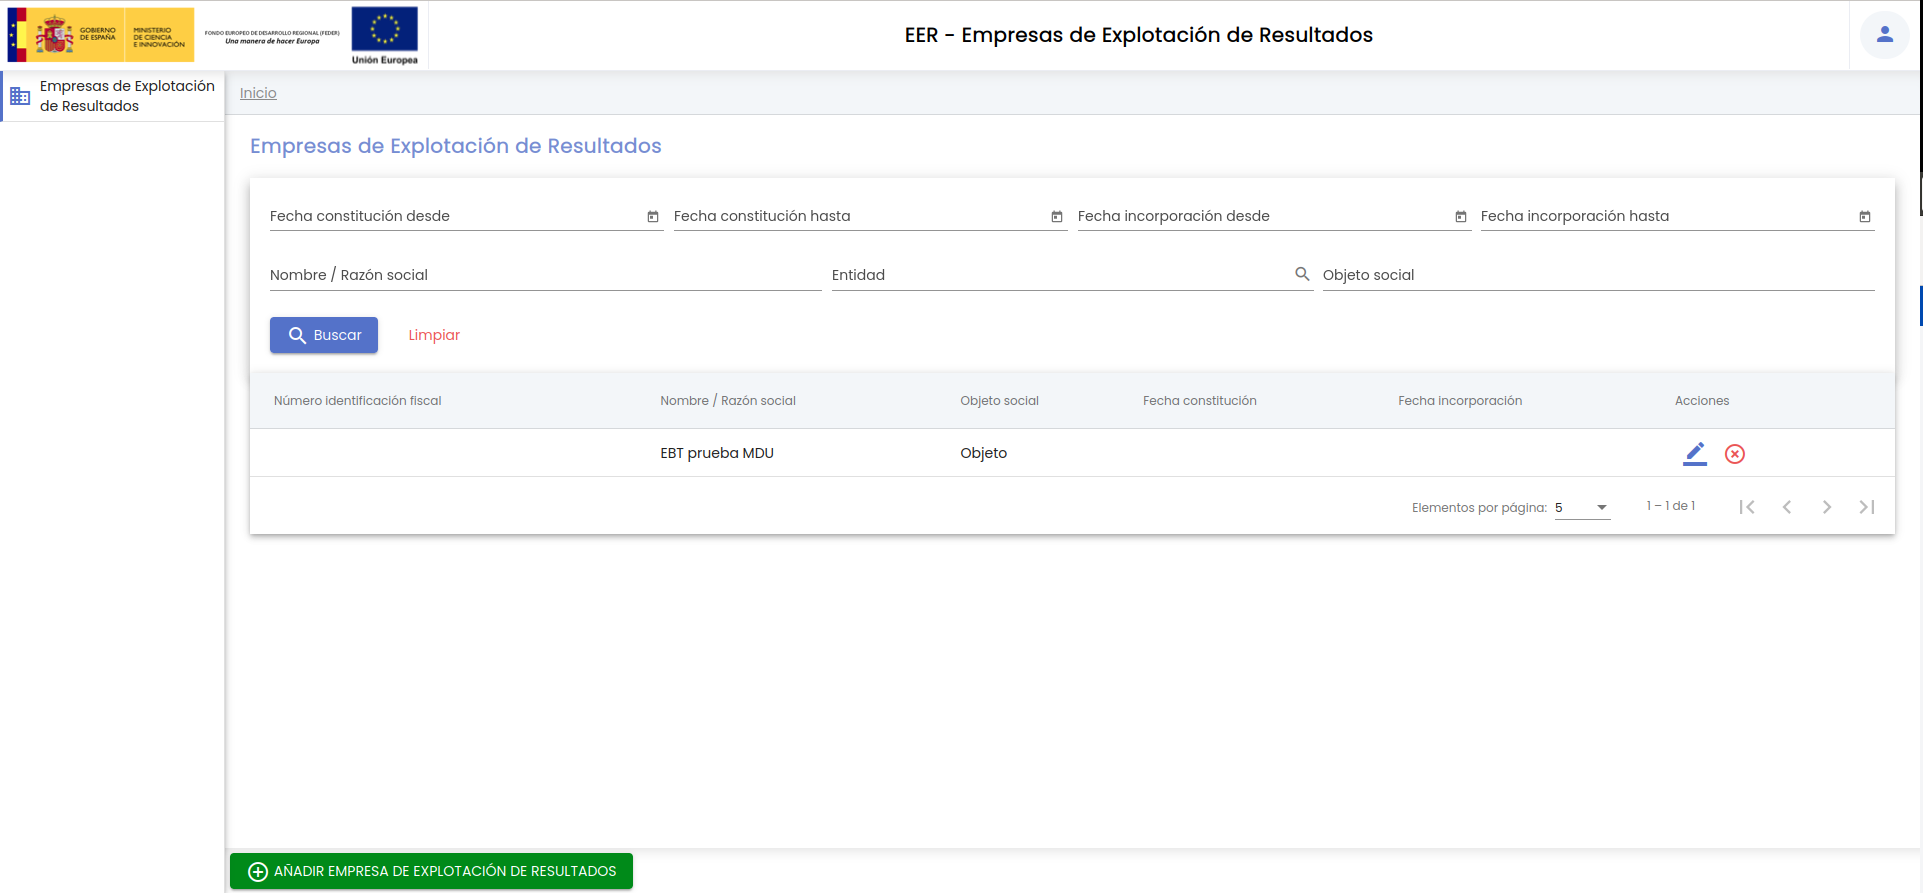 GOBIERNO
DE ESPAÑA
MINISTERIO
DE CIENCIA
E INNOVACIÓN
FONDO EUROPEO DE DESARROLLO REGIONAL (FEDER)
Una manera de hacer Europa
Unión Europea
EER - Empresas de Explotación de Resultados
Empresas de Explotación
de Resultados
Inicio
Empresas de Explotación de Resultados
Fecha constitución desde Fecha constitución hasta Fecha incorporación desde Fecha incorporación hasta
Nombre / Razón social Entidad Objeto social
Buscar Limpiar
Número identificación fiscal Nombre / Razón social Objeto social Fecha constitución Fecha incorporación Acciones
EBT prueba MDU Objeto
Elementos por página: 5 1 – 1 de 1
AÑADIR EMPRESA DE EXPLOTACIÓN DE RESULTADOS